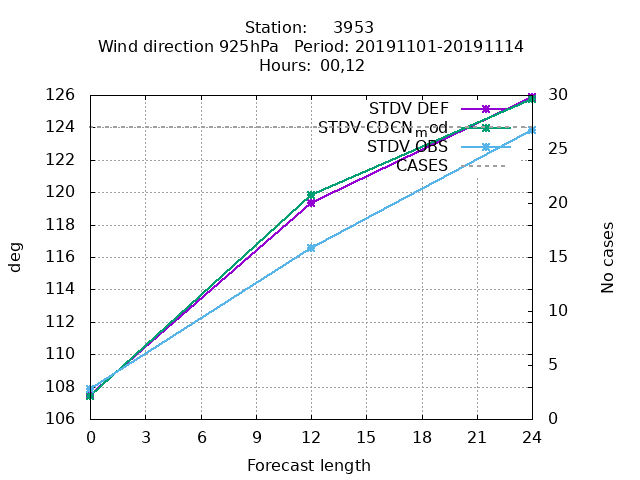 Station: 3953
Wind direction 925hPa Period: 20191101-20191114
Hours: 00,12
126
124
122
120
118
116
114
112
110
108
106
deg
STDV DEF
STDV CDCN_mod
STDV OBS
CASES
30
25
20
15
10
5
0
No cases
0 3 6 9 12 15 18 21 24
Forecast length